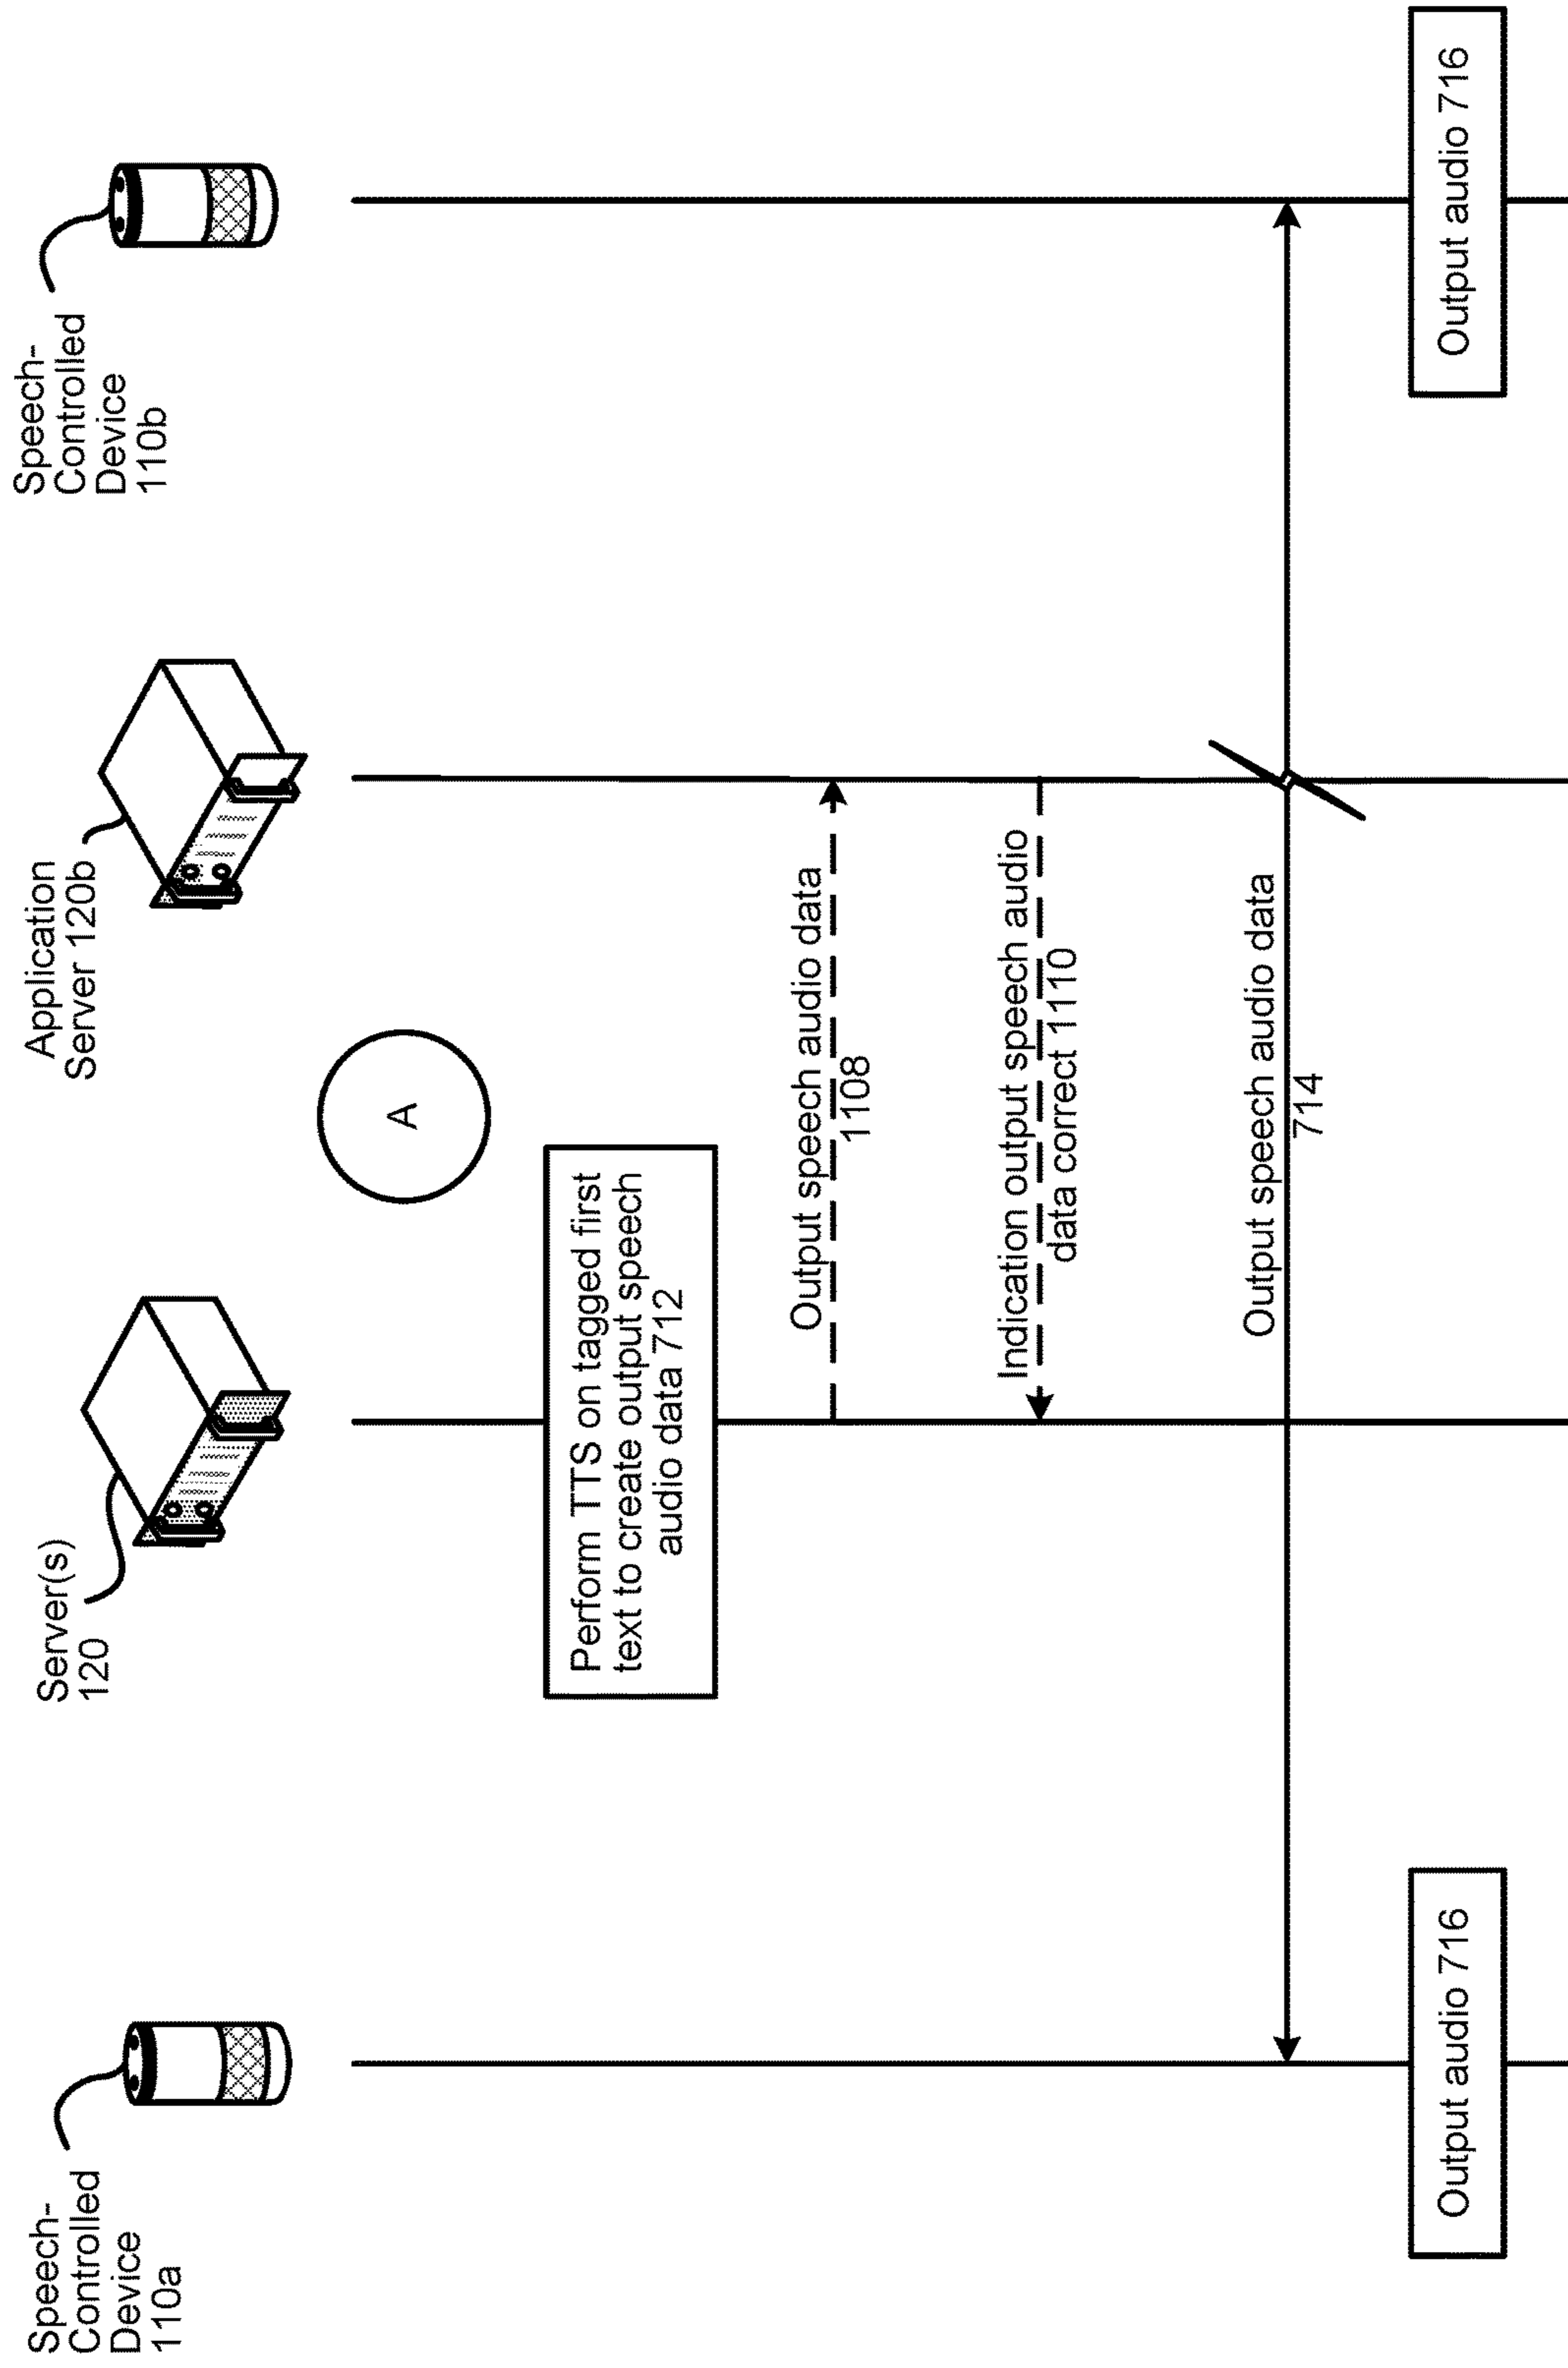 Speech-
Controlled
Device
110a
Server(s)
120
Application
Server 120b
Speech-
Controlled
Device
110b
A
Perform TTS on tagged first
text to create output speech
audio data 712
Output speech audio data
1108
Indication output speech audio
data correct 1110
Output speech audio data
714
Output audio 716
Output audio 716